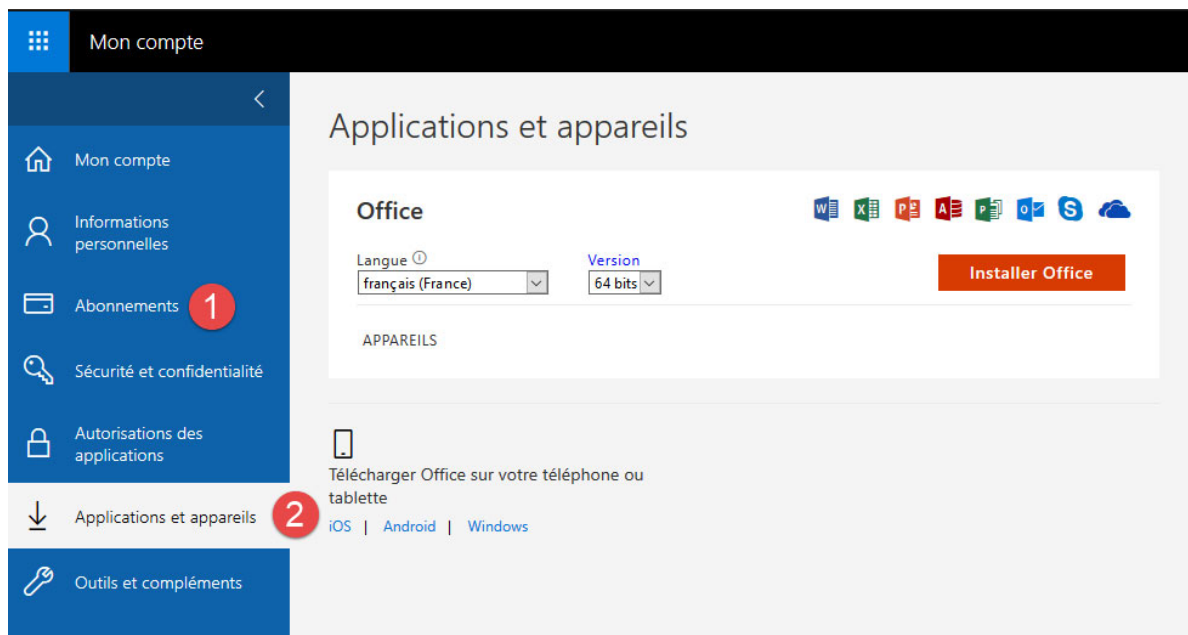 Mon compte
Mon compte
Informations
personnelles
Abonnements 1
Sécurité et confidentialité
Autorisations des
applications
Applications et appareils 2
Outils et compléments
Applications et appareils
Office
Langue
Version
français (France)
64 bits
Installer Office
APPAREILS
Télécharger Office sur votre téléphone ou
tablette
iOS | Android | Windows